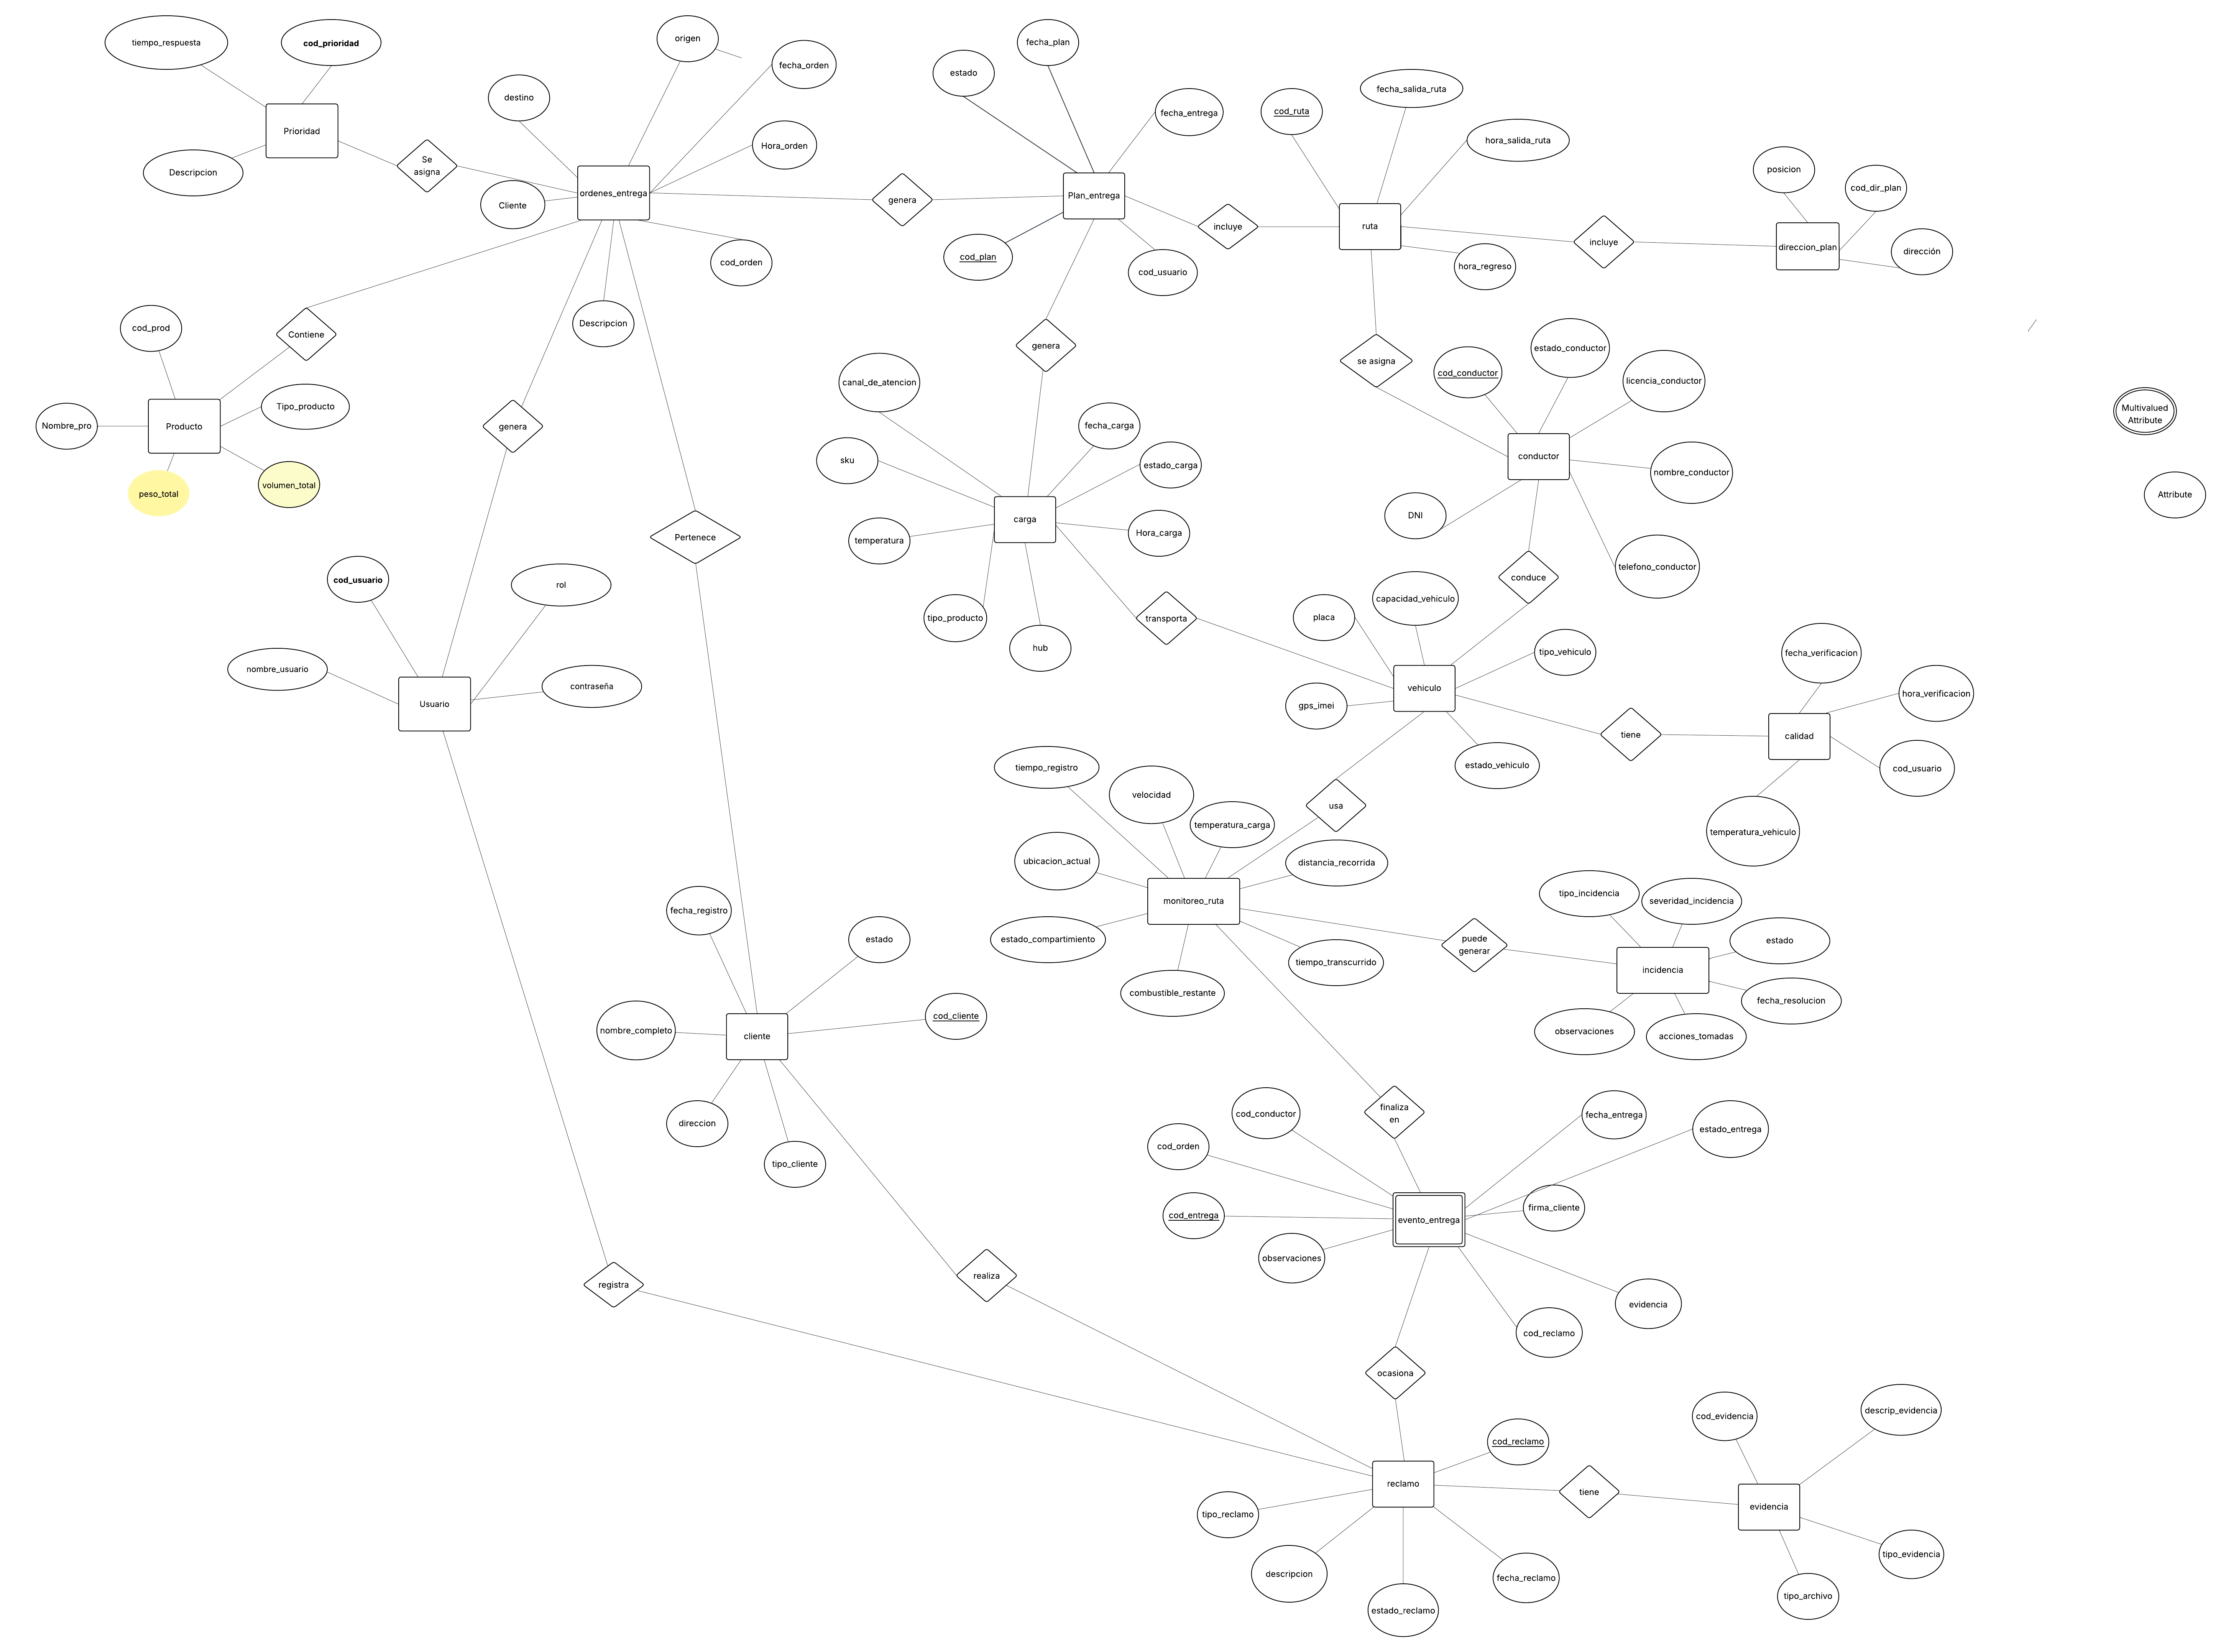 tiempo_respuesta
cod_prioridad
Prioridad
Descripcion
Se
asigna
origen
fecha_orden
destino
Hora_orden
ordenes_entrega
Cliente
cod_orden
Descripcion
genera
fecha_plan
estado
fecha_entrega
Plan_entrega
cod_plan
cod_usuario
incluye
cod_ruta
fecha_salida_ruta
hora_salida_ruta
ruta
hora_regreso
incluye
posicion
cod_dir_plan
direccion_plan
dirección
Contiene
cod_prod
Tipo_producto
Nombre_pro
Producto
peso_total
volumen_total
genera
Pertenece
genera
canal_de_atencion
fecha_carga
sku
estado_carga
carga
temperatura
Hora_carga
tipo_producto
hub
transporta
se asigna
estado_conductor
cod_conductor
licencia_conductor
conductor
nombre_conductor
DNI
telefono_conductor
conduce
Multivalued
Attribute
Attribute
cod_usuario
rol
nombre_usuario
contraseña
Usuario
capacidad_vehiculo
placa
tipo_vehiculo
vehiculo
gps_imei
estado_vehiculo
tiene
fecha_verificacion
hora_verificacion
calidad
cod_usuario
temperatura_vehiculo
usa
tiempo_registro
velocidad
temperatura_carga
ubicacion_actual
distancia_recorrida
monitoreo_ruta
estado_compartimiento
tiempo_transcurrido
combustible_restante
puede
generar
tipo_incidencia
severidad_incidencia
estado
incidencia
fecha_resolucion
observaciones
acciones_tomadas
fecha_registro
estado
cod_cliente
nombre_completo
cliente
direccion
tipo_cliente
finaliza
en
cod_conductor
fecha_entrega
estado_entrega
cod_orden
cod_entrega
firma_cliente
evento_entrega
observaciones
evidencia
cod_reclamo
registra
realiza
ocasiona
cod_reclamo
reclamo
tipo_reclamo
descripcion
fecha_reclamo
estado_reclamo
tiene
cod_evidencia
descrip_evidencia
evidencia
tipo_evidencia
tipo_archivo